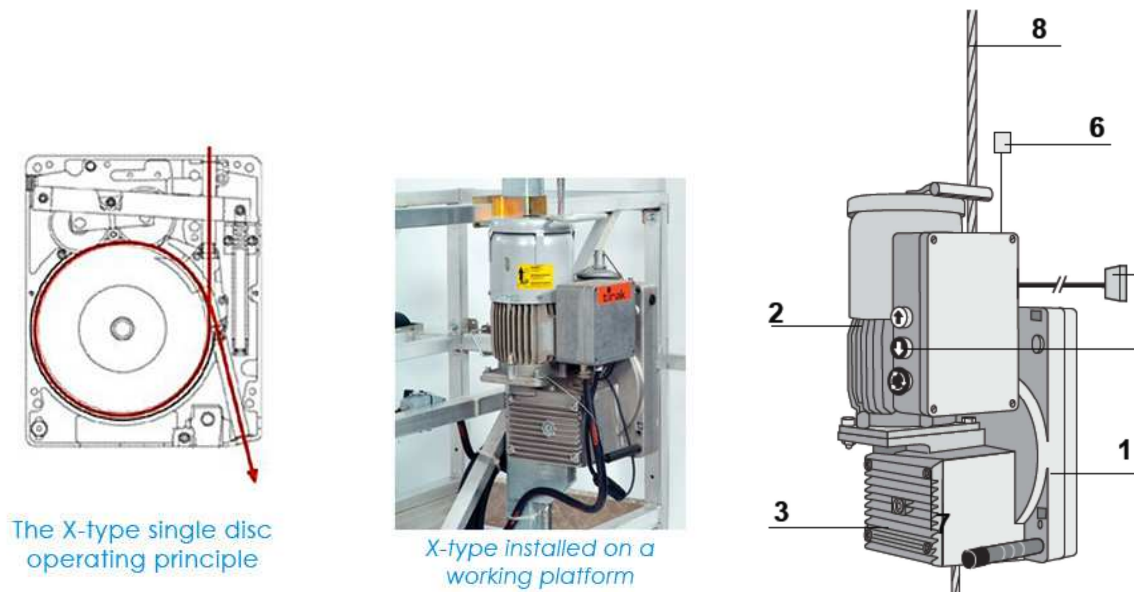 The X-type single disc
operating principle
tirak
X-type installed on a
working platform
8
6
2
1
3
7